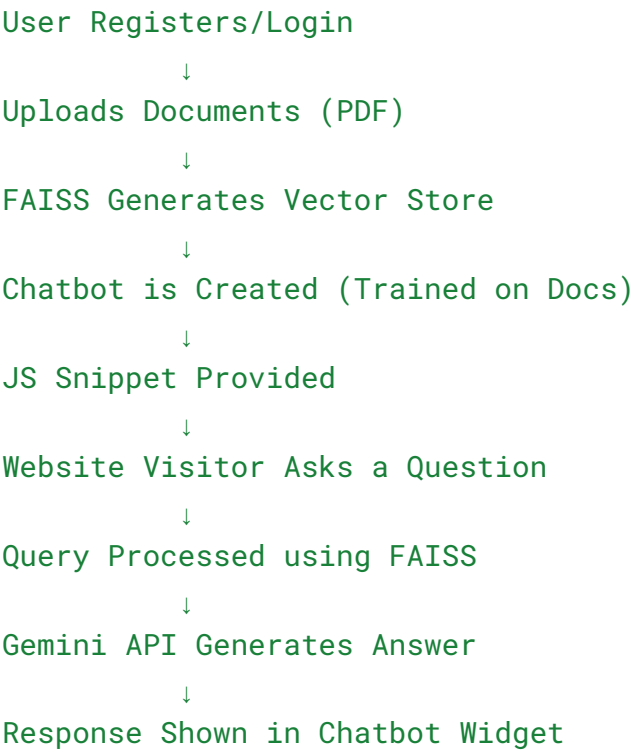 User Registers/Login
↓
Uploads Documents (PDF)
↓
FAISS Generates Vector Store
↓
Chatbot is Created (Trained on Docs)
↓
JS Snippet Provided
↓
Website Visitor Asks a Question
↓
Query Processed using FAISS
↓
Gemini API Generates Answer
↓
Response Shown in Chatbot Widget